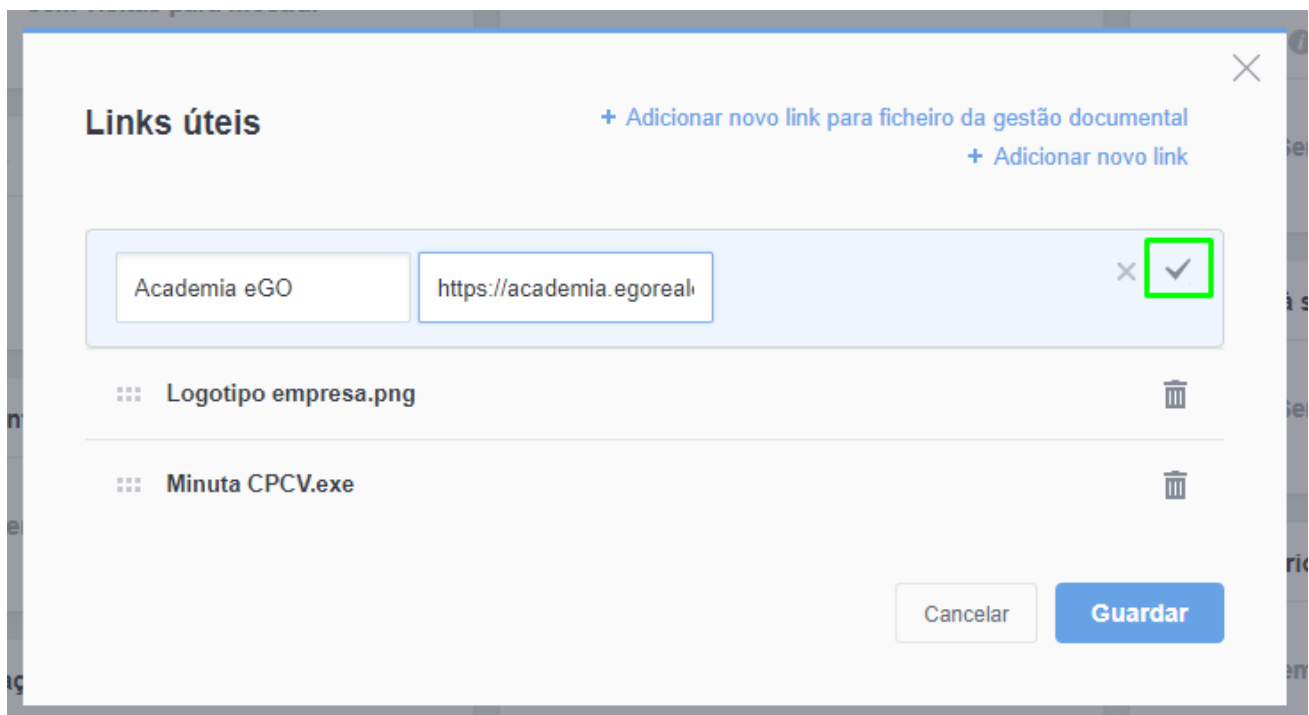 Links úteis
+ Adicionar novo link para ficheiro da gestão documental
+ Adicionar novo link
Academia eGO
https://academia.egoreal
Logotipo empresa.png
Minuta CPCV.exe
Cancelar
Guardar